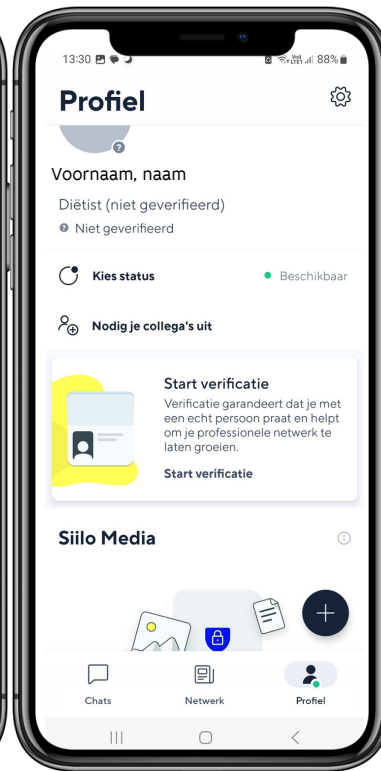 13:30
88%
Profiel
?
Voornaam, naam
Diëtist (niet geverifieerd)
? Niet geverifieerd
Kies status
Beschikbaar
Nodig je collega's uit
Start verificatie
Verificatie garandeert dat je met
een echt persoon praat en helpt
om je professionele netwerk te
laten groeien.
Start verificatie
Siilo Media
Chats
Netwerk
Profiel